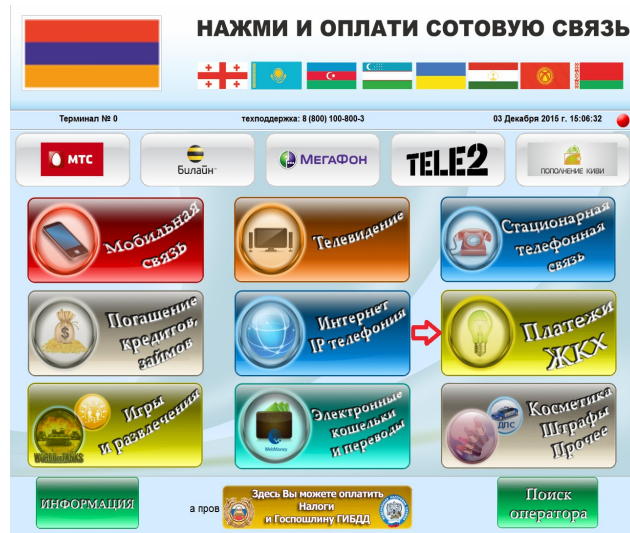 НАЖМИ И ОПЛАТИ СОТОВУЮ СВЯЗЬ
Терминал № 0
техподдержка: 8 (800) 100-800-3
03 Декабря 2015 г. 15:06:32
МТС
Билайн
МЕГАФОН
TELE2
ПОПОЛНЕНИЕ КИВИ
Мобильная
связь
Телевидение
Стационарная
телефонная
связь
Погашение
кредитов,
займов
Интернет
IP телефония
Платежи
ЖКХ
Игры
и развлечения
WORLD OF TANKS
Электронные
кошельки
и переводы
WebMoney
Косметика
Штрафы
Прочее
ДПС
ИНФОРМАЦИЯ
а пров
Здесь Вы можете оплатить
Налоги
и Госпошлину ГИБДД
Поиск
оператора